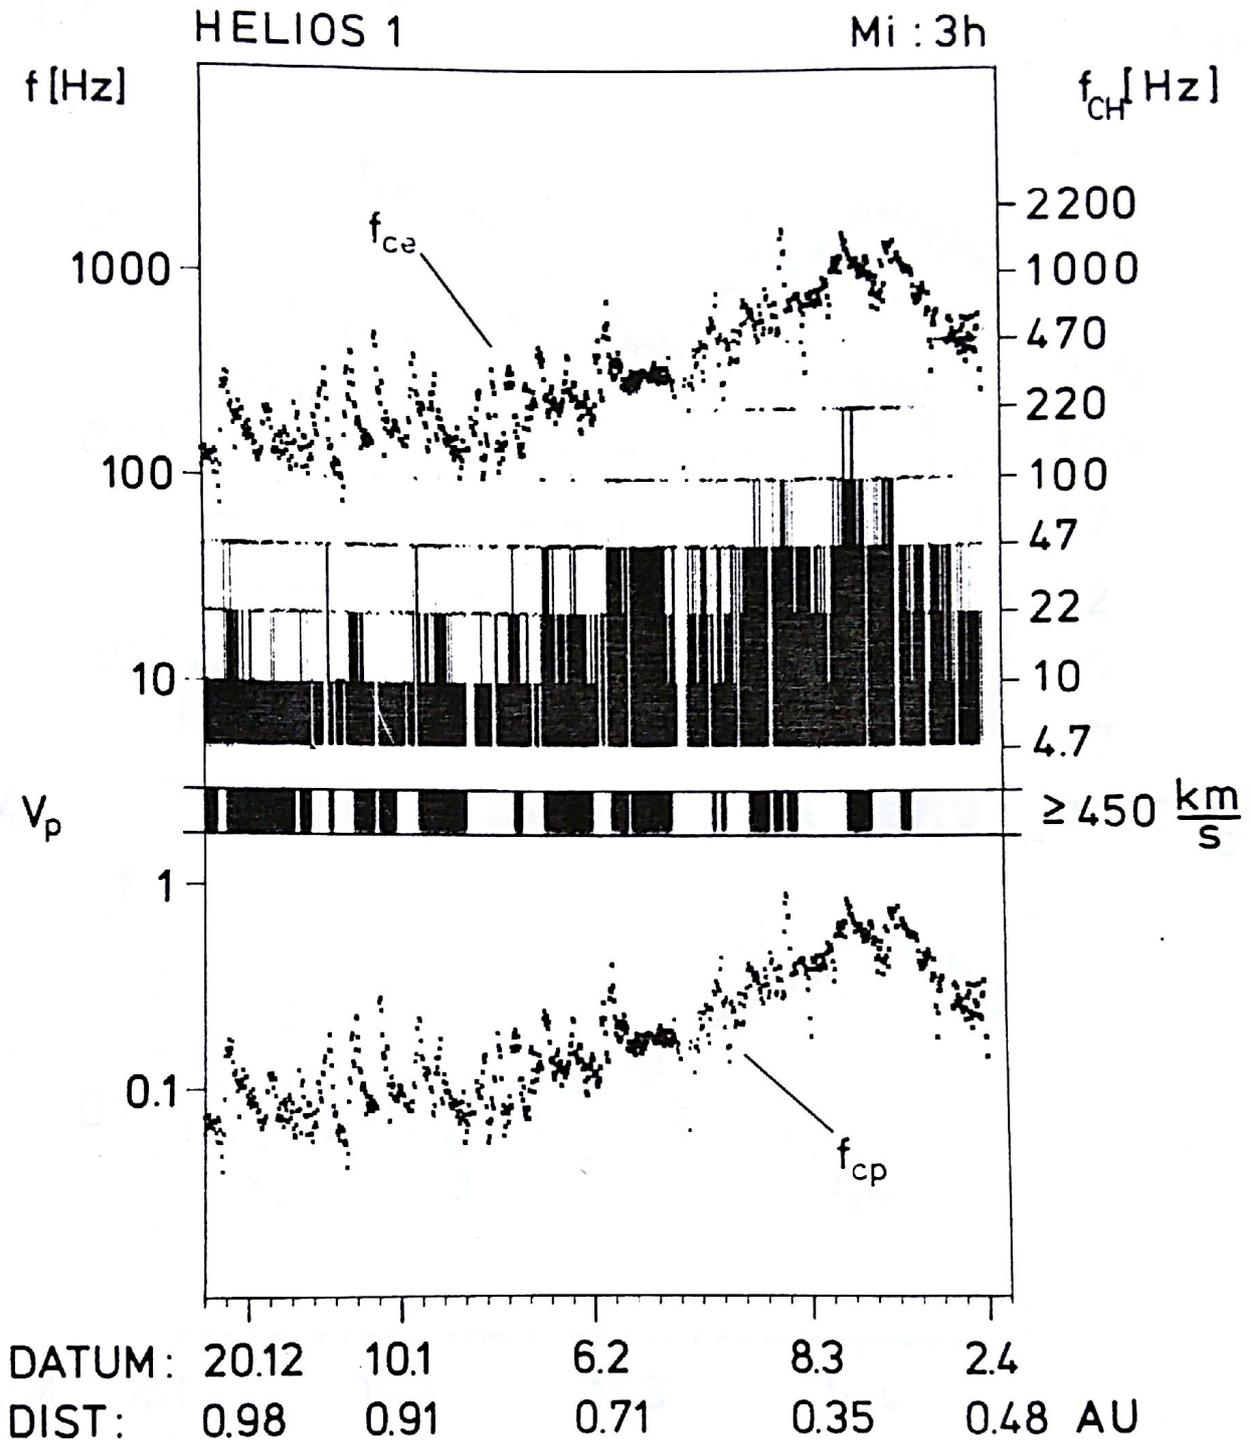 HELIOS 1 Mi : 3h
f [Hz] f_CH [Hz]
2200
f_ce
1000 1000
470
220
100 100
47
22
10 10
4.7
V_p ≥450 km/s
1
0.1
f_cp
DATUM: 20.12 10.1 6.2 8.3 2.4
DIST: 0.98 0.91 0.71 0.35 0.48 AU